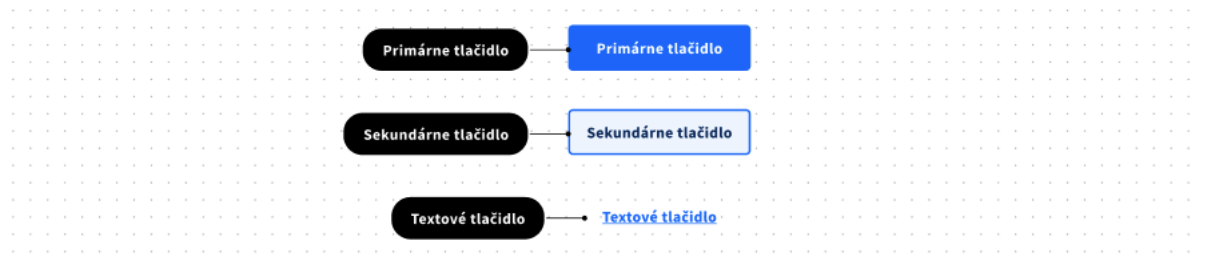 Primárne tlačidlo Primárne tlačidlo
Sekundárne tlačidlo Sekundárne tlačidlo
Textové tlačidlo Textové tlačidlo